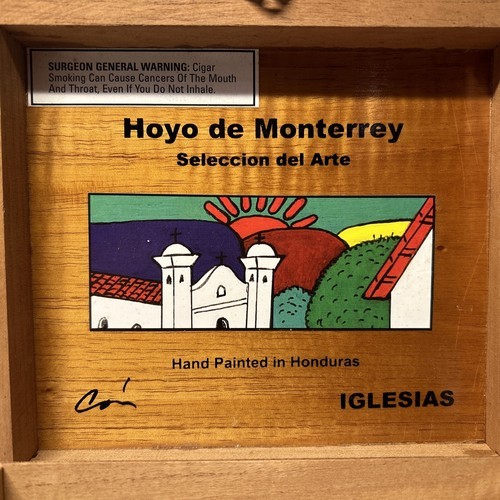 SURGEON GENERAL WARNING: Cigar
Smoking Can Cause Cancers Of The Mouth
And Throat, Even If You Do Not Inhale.
Hoyo de Monterrey
Seleccion del Arte
Hand Painted in Honduras
IGLESIAS